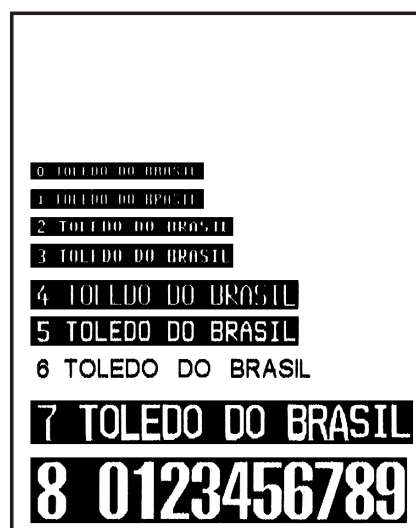 0 TOLEDO DO BRASIL
1 TOLEDO DO BRASIL
2 TOLEDO DO BRASIL
3 TOLEDO DO BRASIL
4 TOLEDO DO BRASIL
5 TOLEDO DO BRASIL
6 TOLEDO DO BRASIL
7 TOLEDO DO BRASIL
8 0123456789